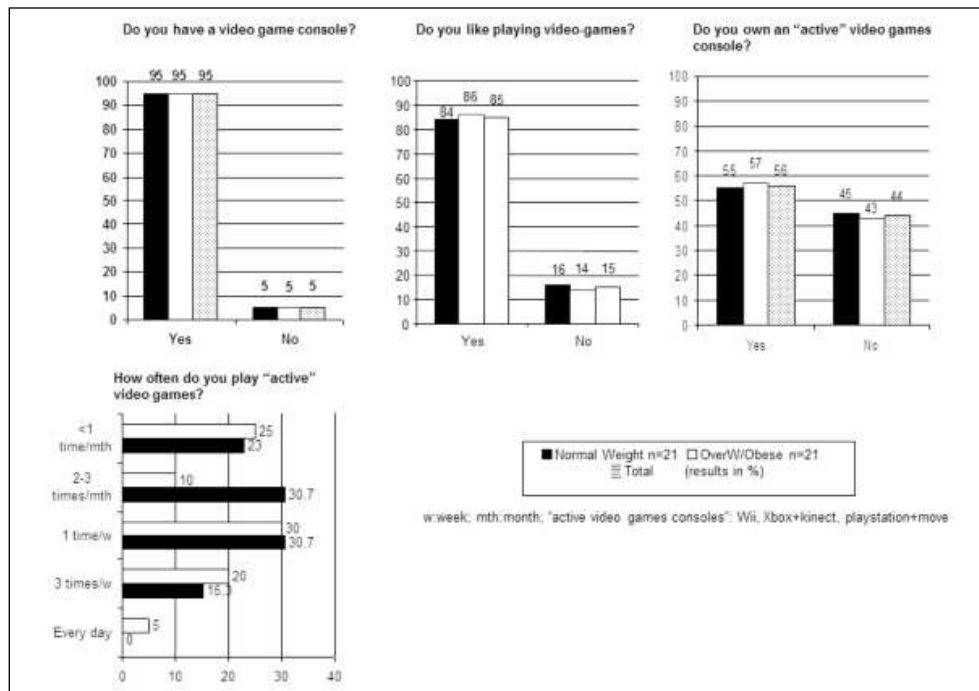 Do you have a video game console?
95 95 95
100
90
80
70
60
50
40
30
20
10
0
5 5 5
Yes No
Do you like playing video-games?
84 86 85
100
90
80
70
60
50
40
30
20
10
0
16 14 15
Yes No
Do you own an “active” video games
console?
100
90
80
70
60
50
40
30
20
10
0
55 57 56
45 43 44
Yes No
How often do you play “active”
video games?
<1
time/mth
25
23
2-3
times/mth
10
30.7
1 time/w
30
30.7
3 times/w
20
Every day
5
0
0 10 20 30 40
Normal Weight n=21 OverW/Obese n=21
Total (results in %)
w:week; mth:month; "active video games consoles": Wii, Xbox+kinect, playstation+move